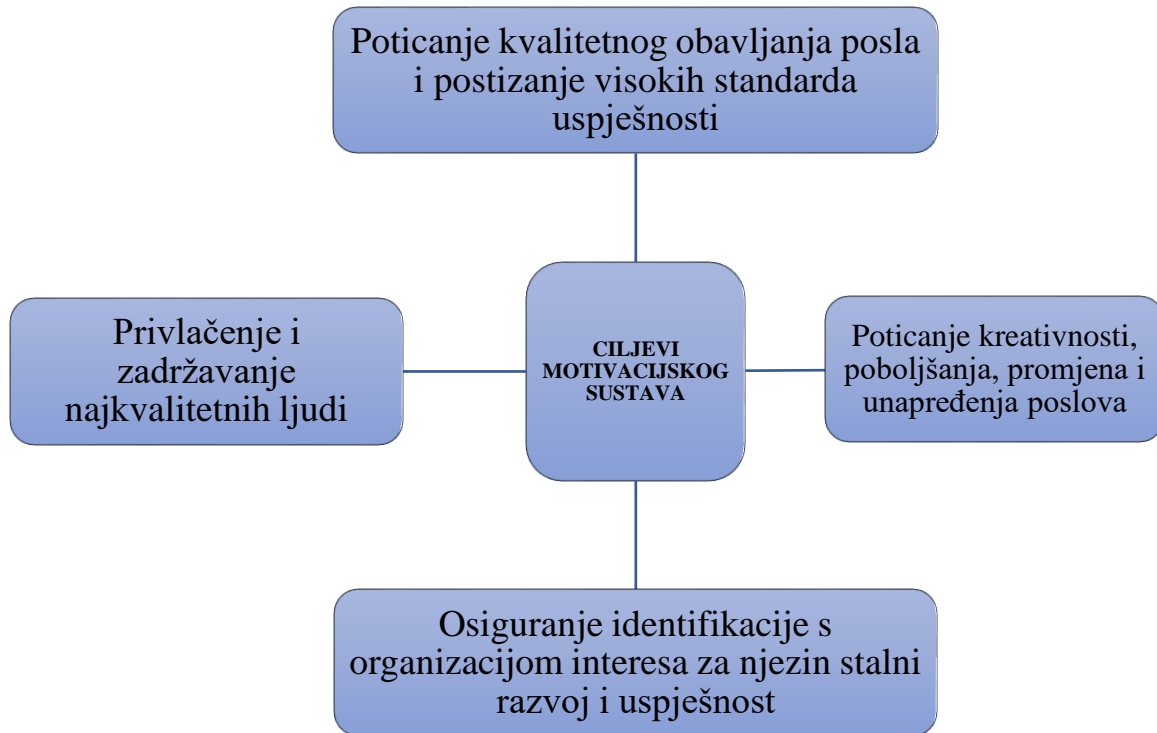 Poticanje kvalitetnog obavljanja posla
i postizanje visokih standarda
uspješnosti
Privlačenje i
zadržavanje
najkvalitetnih ljudi
CILJEVI
MOTIVACIJSKOG
SUSTAVA
Poticanje kreativnosti,
poboljšanja, promjena i
unapređenja poslova
Osiguranje identifikacije s
organizacijom interesa za njezin stalni
razvoj i uspješnost